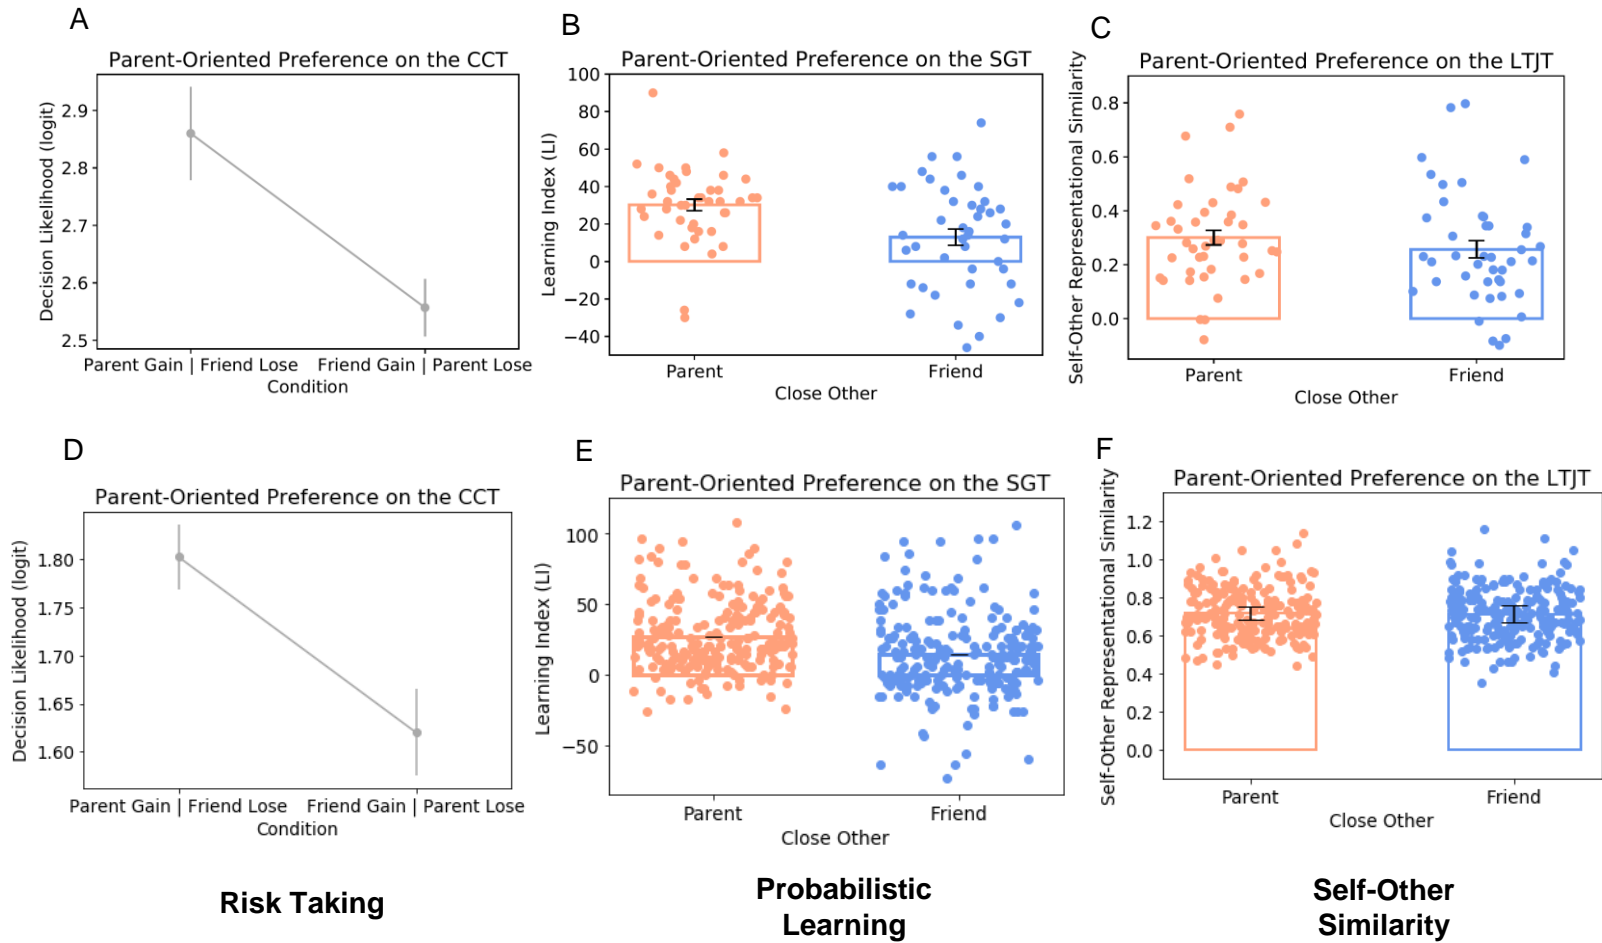 A
Parent-Oriented Preference on the CCT
Decision Likelihood (logit)
2.9
2.8
2.7
2.6
2.5
Parent Gain | Friend Lose
Friend Gain | Parent Lose
Condition
B
Parent-Oriented Preference on the SGT
Learning Index (LI)
100
80
60
40
20
0
−20
−40
Parent
Friend
Close Other
C
Parent-Oriented Preference on the LTJT
Self-Other Representational Similarity
0.8
0.6
0.4
0.2
0.0
Parent
Friend
Close Other
D
Parent-Oriented Preference on the CCT
Decision Likelihood (logit)
1.80
1.75
1.70
1.65
1.60
Parent Gain | Friend Lose
Friend Gain | Parent Lose
Condition
E
Parent-Oriented Preference on the SGT
Learning Index (LI)
100
50
0
−50
Parent
Friend
Close Other
F
Parent-Oriented Preference on the LTJT
Self-Other Representational Similarity
1.2
1.0
0.8
0.6
0.4
0.2
0.0
Parent
Friend
Close Other
Risk Taking
Probabilistic
Learning
Self-Other
Similarity